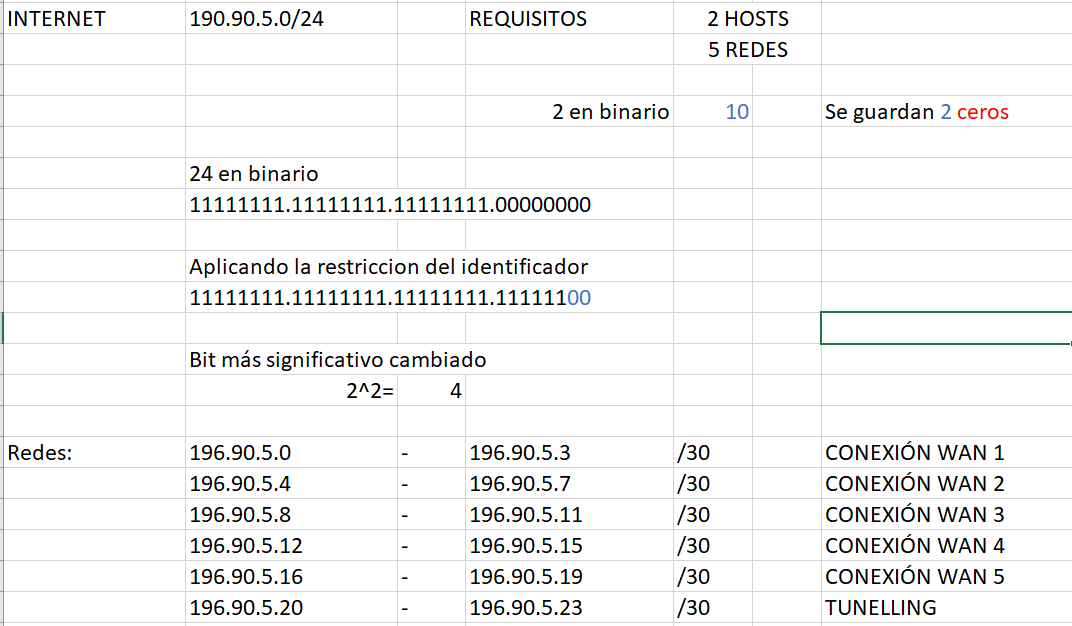 INTERNET 190.90.5.0/24 REQUISITOS 2 HOSTS
5 REDES
2 en binario 10 Se guardan 2 ceros
24 en binario
11111111.11111111.11111111.00000000
Aplicando la restriccion del identificador
11111111.11111111.11111111.11111100
Bit más significativo cambiado
2^2= 4
Redes: 196.90.5.0 - 196.90.5.3 /30 CONEXIÓN WAN 1
196.90.5.4 - 196.90.5.7 /30 CONEXIÓN WAN 2
196.90.5.8 - 196.90.5.11 /30 CONEXIÓN WAN 3
196.90.5.12 - 196.90.5.15 /30 CONEXIÓN WAN 4
196.90.5.16 - 196.90.5.19 /30 CONEXIÓN WAN 5
196.90.5.20 - 196.90.5.23 /30 TUNELLING